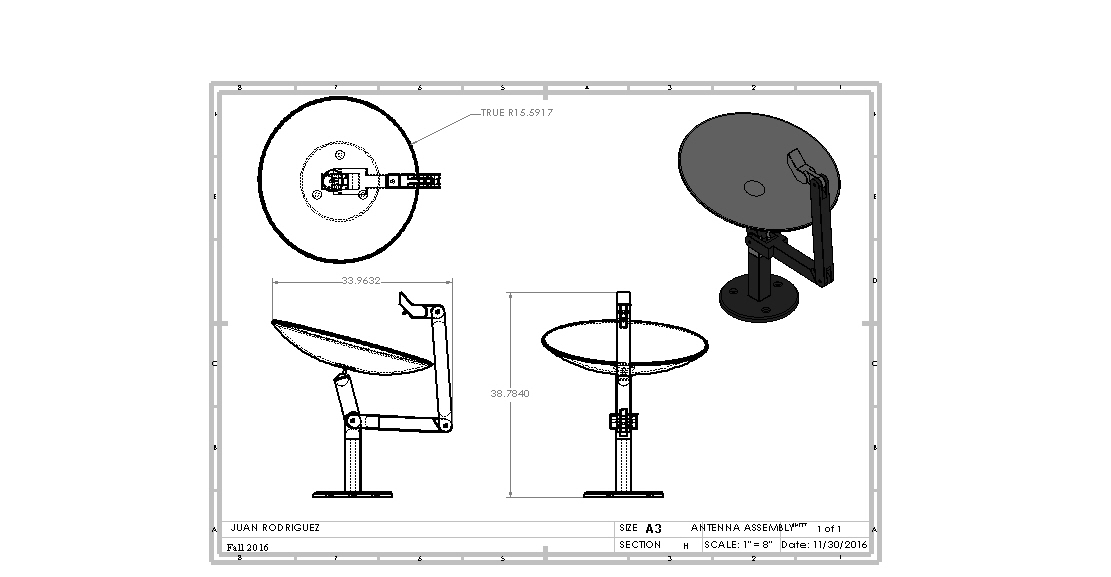 8 7 6 5 4 3 2 1
TRUE R15.5917
33.9632
D
C C
38.7840
B B
A A
JUAN RODRIGUEZ
SIZE A3 ANTENNA ASSEMBLY 1 of 1
Fall 2016
SECTION H SCALE: 1" = 8" Date: 11/30/2016
8 7 6 5 3 2 1